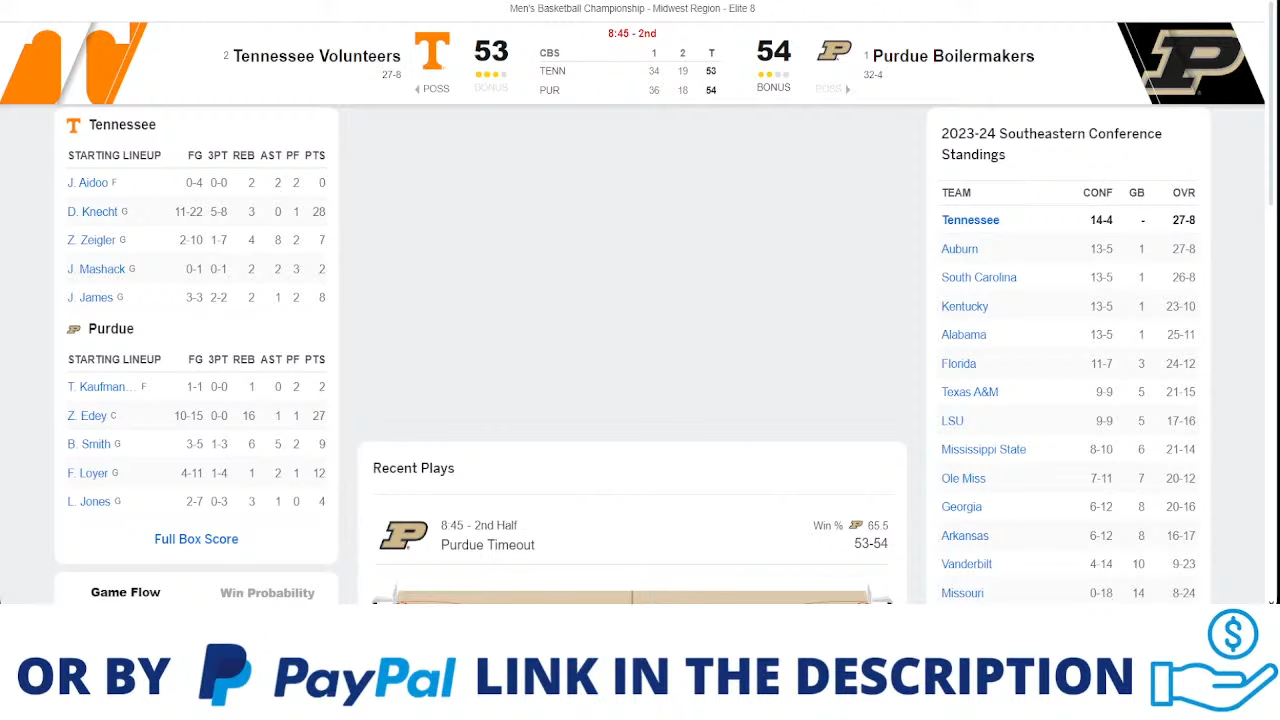 Men's Basketball Championship - Midwest Region - Elite 8
2 Tennessee Volunteers
27-8
T
53
POSS
BONUS
8:45 - 2nd
CBS 1 2 T
TENN 34 19 53
PUR 36 18 54
54
BONUS
P
1 Purdue Boilermakers
32-4
POSS
P
T Tennessee
STARTING LINEUP FG 3PT REB AST PF PTS
J. Aidoo F 0-4 0-0 2 2 2 0
D. Knecht G 11-22 5-8 3 0 1 28
Z. Zeigler G 2-10 1-7 4 8 2 7
J. Mashack G 0-1 0-1 2 2 3 2
J. James G 3-3 2-2 2 1 2 8
P Purdue
STARTING LINEUP FG 3PT REB AST PF PTS
T. Kaufman... F 1-1 0-0 1 0 2 2
Z. Edey C 10-15 0-0 16 1 1 27
B. Smith G 3-5 1-3 6 5 2 9
F. Loyer G 4-11 1-4 1 2 1 12
L. Jones G 2-7 0-3 3 1 0 4
Full Box Score
Game Flow Win Probability
Recent Plays
P
8:45 - 2nd Half
Purdue Timeout
Win % P 65.5
53-54
2023-24 Southeastern Conference
Standings
TEAM CONF GB OVR
Tennessee 14-4 - 27-8
Auburn 13-5 1 27-8
South Carolina 13-5 1 26-8
Kentucky 13-5 1 23-10
Alabama 13-5 1 25-11
Florida 11-7 3 24-12
Texas A&M 9-9 5 21-15
LSU 9-9 5 17-16
Mississippi State 8-10 6 21-14
Ole Miss 7-11 7 20-12
Georgia 6-12 8 20-16
Arkansas 6-12 8 16-17
Vanderbilt 4-14 10 9-23
Missouri 0-18 14 8-24
OR BY PayPal LINK IN THE DESCRIPTION
$